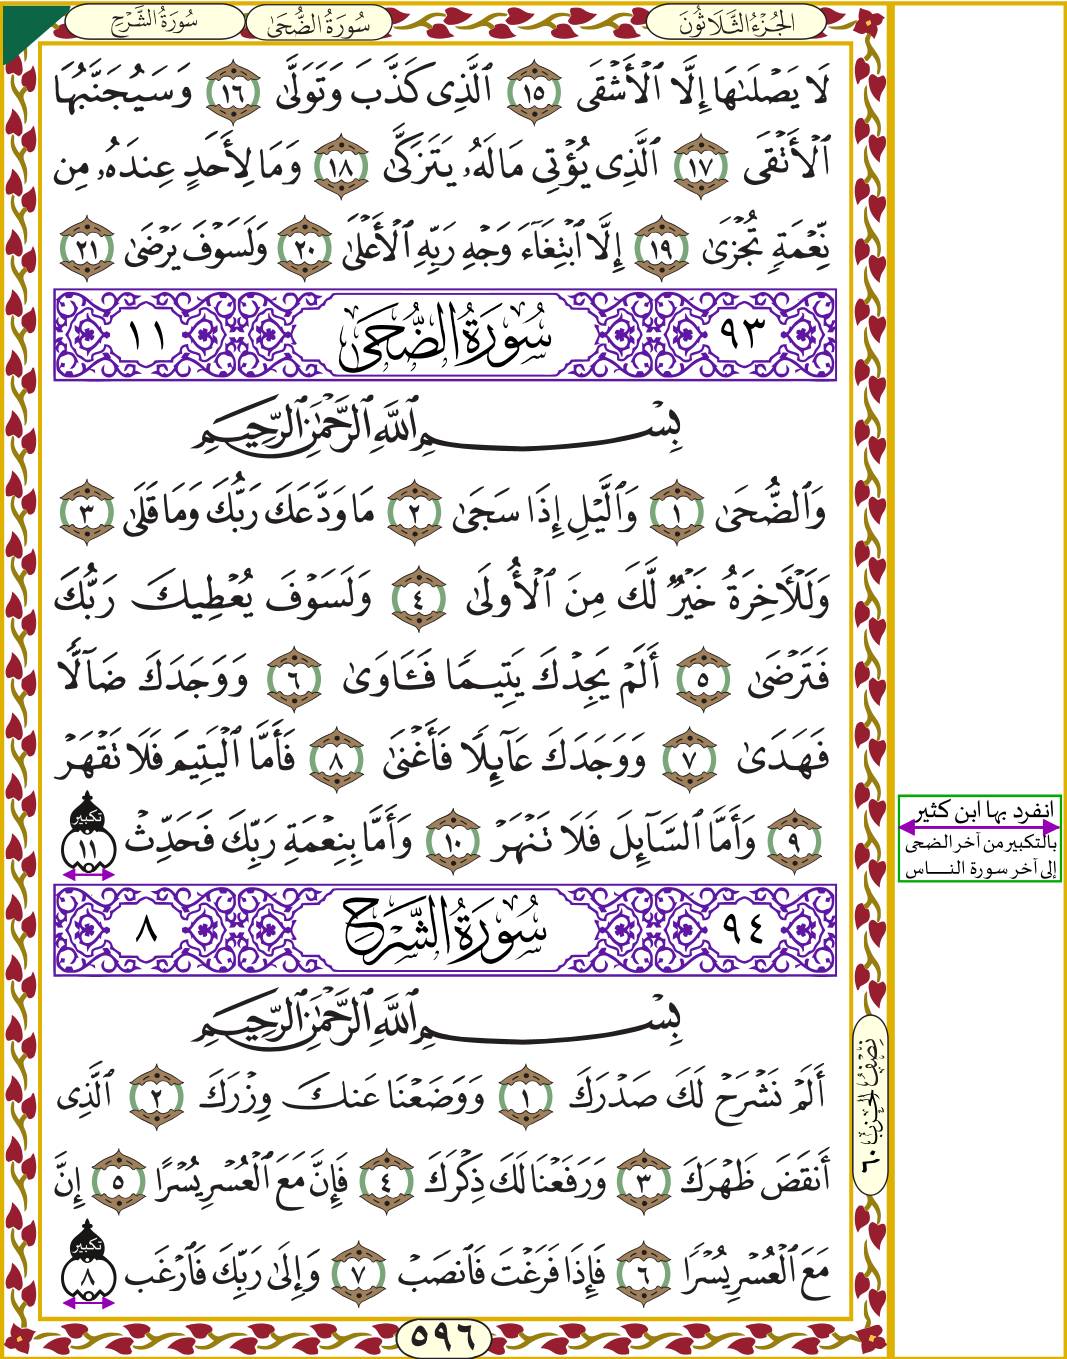 الجُزْءُ الثَّلَاثُونَ
سُورَةُ الضُّحَىٰ
سُورَةُ الشَّرْحِ
لَا يَصْلَىٰهَا إِلَّا ٱلْأَشْقَى ١٥ ٱلَّذِى كَذَّبَ وَتَوَلَّىٰ ١٦ وَسَيُجَنَّبُهَا
ٱلْأَتْقَى ١٧ ٱلَّذِى يُؤْتِى مَالَهُۥ يَتَزَكَّىٰ ١٨ وَمَا لِأَحَدٍ عِندَهُۥ مِن
نِّعْمَةٍ تُجْزَىٰ ١٩ إِلَّا ٱبْتِغَآءَ وَجْهِ رَبِّهِ ٱلْأَعْلَىٰ ٢٠ وَلَسَوْفَ يَرْضَىٰ ٢١
٩٣ سُورَةُ الضُّحَىٰ ١١
بِسْمِ ٱللَّهِ ٱلرَّحْمَٰنِ ٱلرَّحِيمِ
وَٱلضُّحَىٰ ١ وَٱلَّيْلِ إِذَا سَجَىٰ ٢ مَا وَدَّعَكَ رَبُّكَ وَمَا قَلَىٰ ٣
وَلَلْأَخِرَةُ خَيْرٌ لَّكَ مِنَ ٱلْأُولَىٰ ٤ وَلَسَوْفَ يُعْطِيكَ رَبُّكَ
فَتَرْضَىٰ ٥ أَلَمْ يَجِدْكَ يَتِيمًا فَـَٔاوَىٰ ٦ وَوَجَدَكَ ضَآلًّا
فَهَدَىٰ ٧ وَوَجَدَكَ عَآئِلًا فَأَغْنَىٰ ٨ فَأَمَّا ٱلْيَتِيمَ فَلَا تَقْهَرْ
٩ وَأَمَّا ٱلسَّآئِلَ فَلَا تَنْهَرْ ١٠ وَأَمَّا بِنِعْمَةِ رَبِّكَ فَحَدِّثْ تكبير ١١
انفرد بها ابن كثير
بالتكبير من آخر الضحى
إلى آخر سورة النــاس
٩٤ سُورَةُ الشَّرْحِ ٨
بِسْمِ ٱللَّهِ ٱلرَّحْمَٰنِ ٱلرَّحِيمِ
أَلَمْ نَشْرَحْ لَكَ صَدْرَكَ ١ وَوَضَعْنَا عَنكَ وِزْرَكَ ٢ ٱلَّذِى
أَنقَضَ ظَهْرَكَ ٣ وَرَفَعْنَا لَكَ ذِكْرَكَ ٤ فَإِنَّ مَعَ ٱلْعُسْرِ يُسْرًا ٥ إِنَّ
مَعَ ٱلْعُسْرِ يُسْرًا ٦ فَإِذَا فَرَغْتَ فَٱنصَبْ ٧ وَإِلَىٰ رَبِّكَ فَٱرْغَب تكبير ٨
نِصْفُ الحِزْب ٦٠
٥٩٦